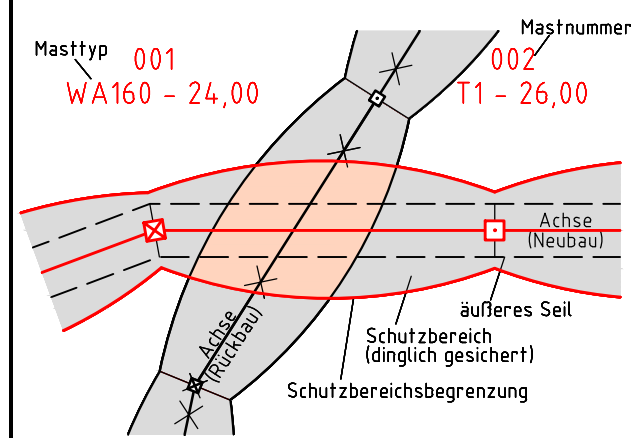 Mastnummer
Masttyp
001
002
WA160 - 24,00
T1 - 26,00
Achse
(Neubau)
äußeres Seil
Achse
(Rückbau)
Schutzbereich
(dinglich gesichert)
Schutzbereichsbegrenzung